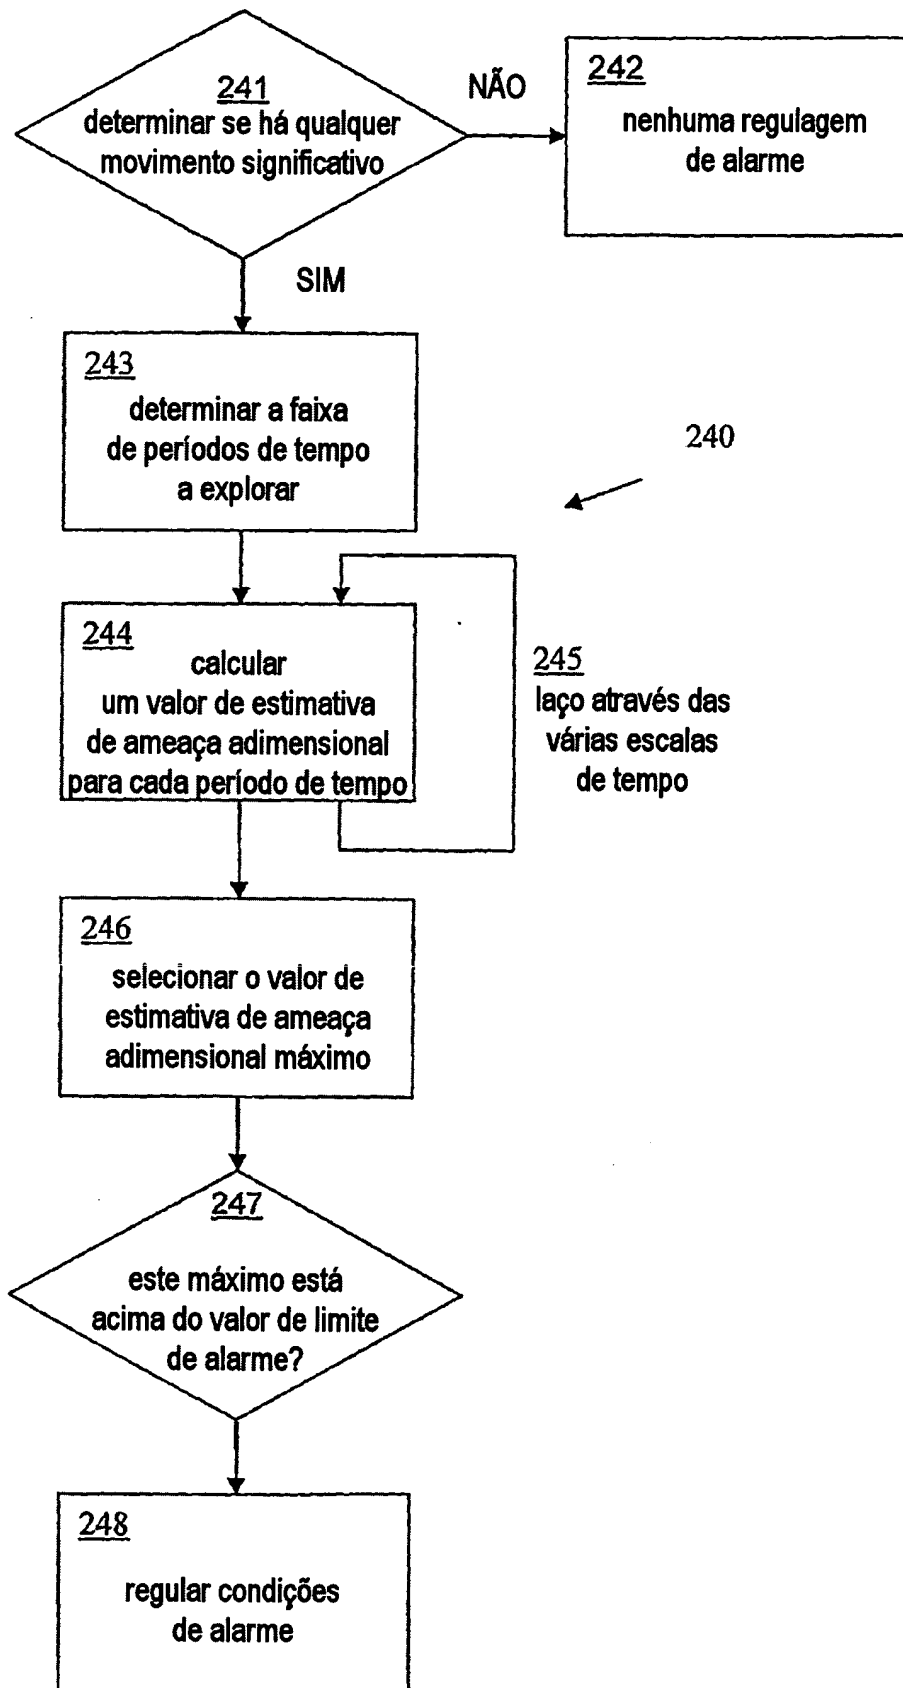 241
determinar se há qualquer
movimento significativo
NÃO
242
nenhuma regulagem
de alarme
SIM
243
determinar a faixa
de períodos de tempo
a explorar
240
244
calcular
um valor de estimativa
de ameaça adimensional
para cada período de tempo
245
laço através das
várias escalas
de tempo
246
selecionar o valor de
estimativa de ameaça
adimensional máximo
247
este máximo está
acima do valor de limite
de alarme?
248
regular condições
de alarme